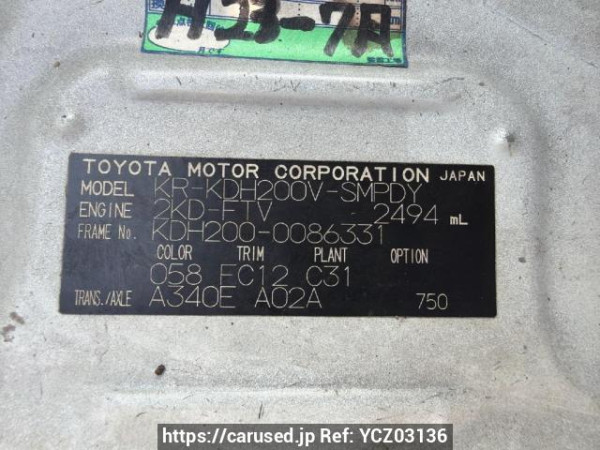 H23-7月
TOYOTA MOTOR CORPORATION JAPAN
MODEL KR-KDH200V-SMPDY
ENGINE 2KD-FTV 2494 mL
FRAME No. KDH200-0086331
COLOR TRIM PLANT OPTION
058 FC12 C31
TRANS./AXLE A340E A02A 750
https://carused.jp Ref: YCZ03136